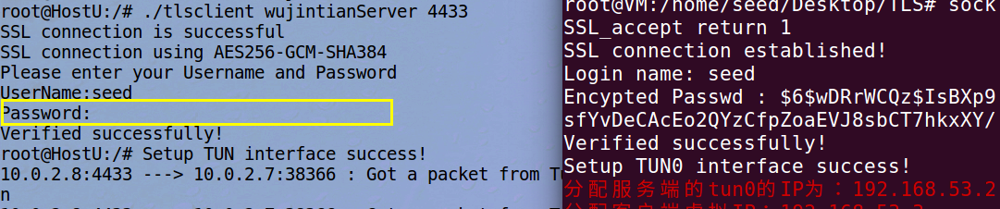 root@HostU:/# ./tlsclient wujintianServer 4433
SSL connection is successful
SSL connection using AES256-GCM-SHA384
Please enter your Username and Password
UserName:seed
Password:
Verified successfully!
root@HostU:/# Setup TUN interface success!
10.0.2.8:4433 ---> 10.0.2.7:38366 : Got a packet from
n
root@VM:/home/seed/Desktop/TLS# sock
SSL_accept return 1
SSL connection established!
Login name: seed
Encypted Passwd : $6$wDRrWCQz$IsBXp9
sfYvDeCAcEo2QYzCfpZoaEVJ8sbCT7hkxXY/
Verified successfully!
Setup TUN0 interface success!
分配服务端的tun0的IP为：192.168.53.2